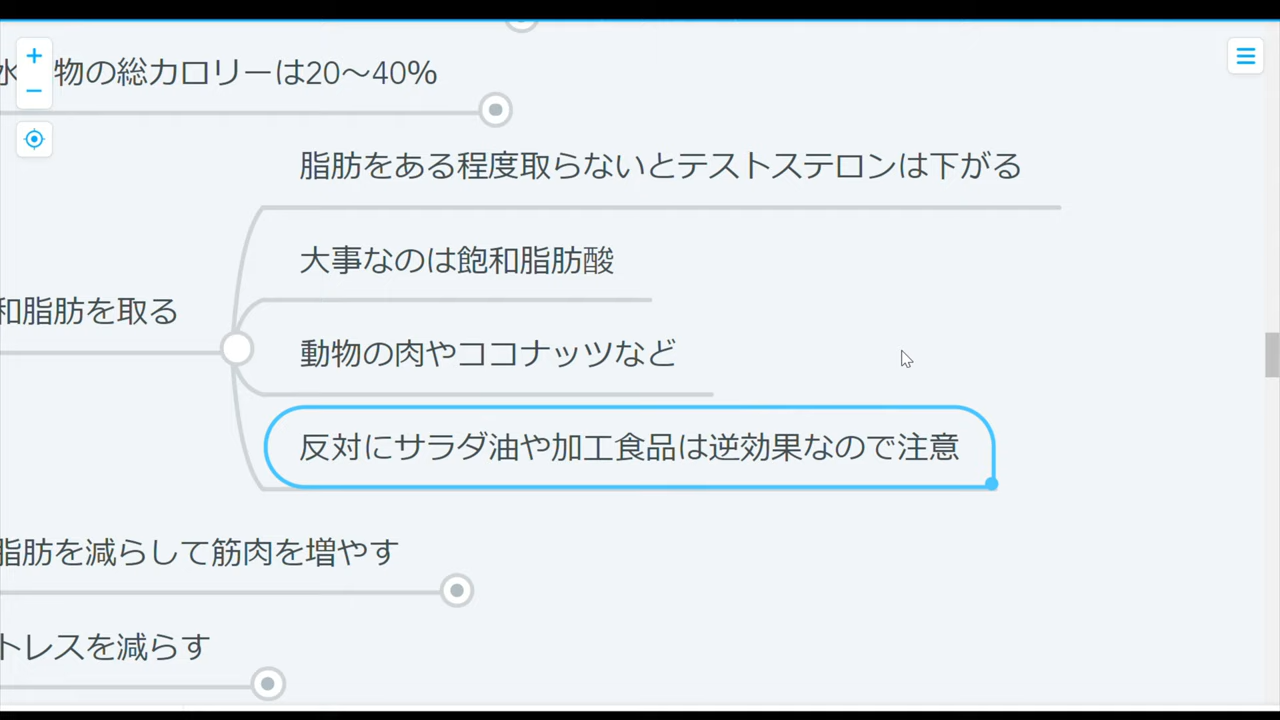 水 物の総カロリーは20～40%
脂肪をある程度取らないとテストステロンは下がる
大事なのは飽和脂肪酸
和脂肪を取る
動物の肉やココナッツなど
反対にサラダ油や加工食品は逆効果なので注意
脂肪を減らして筋肉を増やす
トレスを減らす